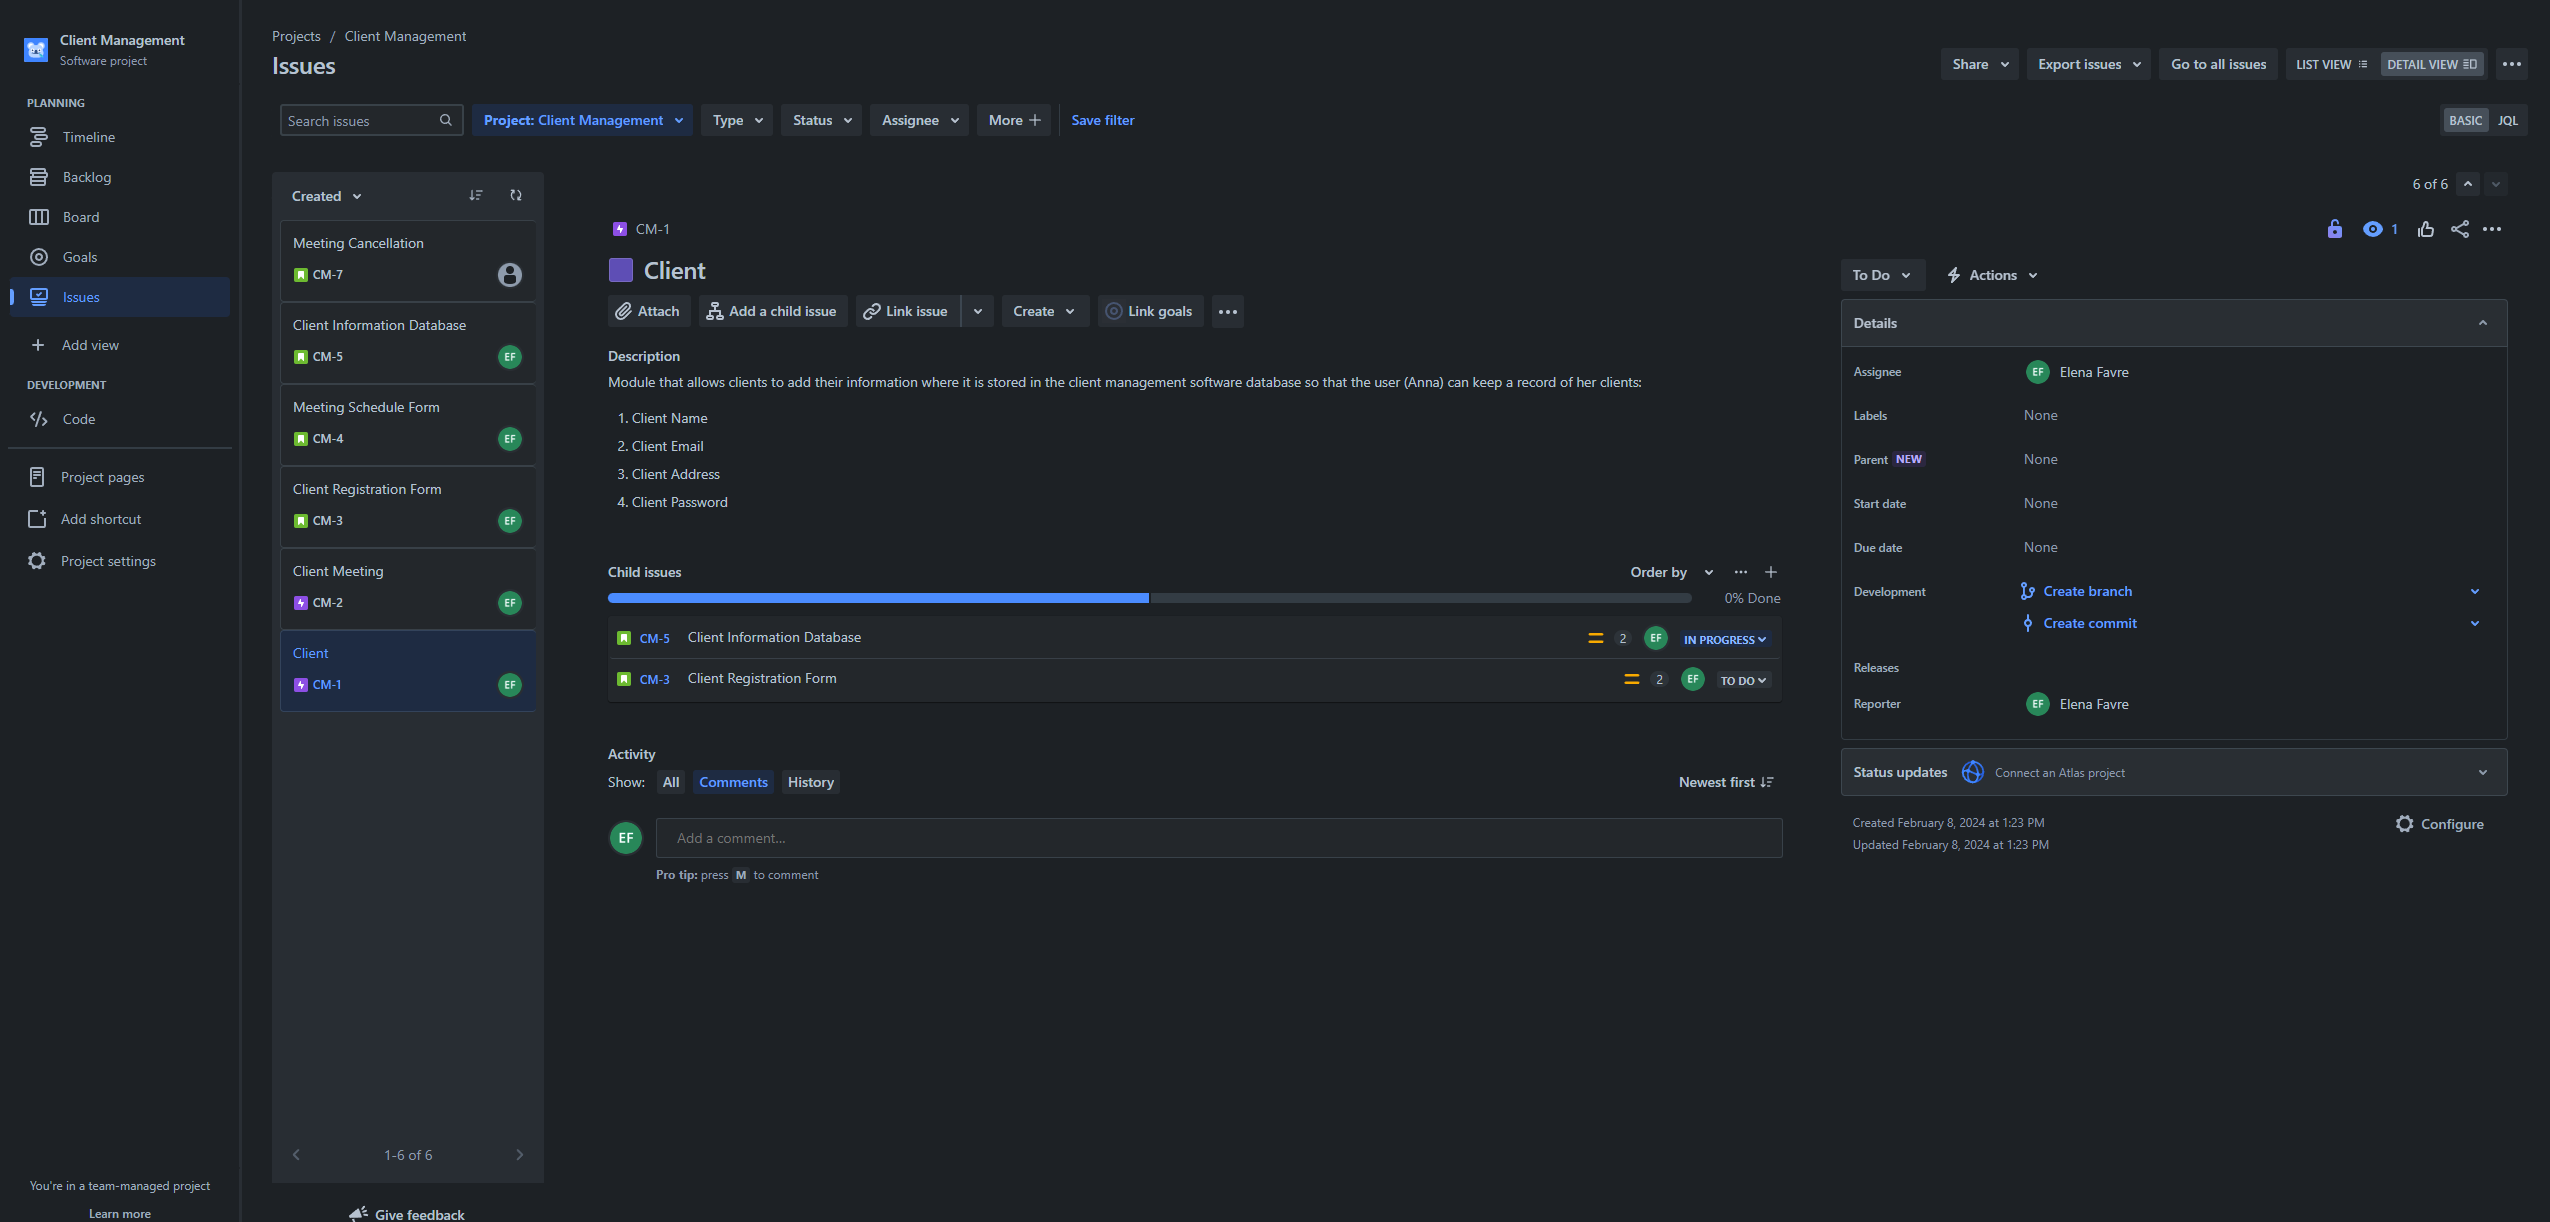 Client Management
Software project
PLANNING
Timeline
Backlog
Board
Goals
Issues
Add view
DEVELOPMENT
Code
Project pages
Add shortcut
Project settings
You're in a team-managed project
Learn more
Projects / Client Management
Issues
Share
Export issues
Go to all issues
LIST VIEW
DETAIL VIEW
Search issues
Project: Client Management
Type
Status
Assignee
More
Save filter
BASIC
JQL
Created
Meeting Cancellation
CM-7
Client Information Database
CM-5
EF
Meeting Schedule Form
CM-4
EF
Client Registration Form
CM-3
EF
Client Meeting
CM-2
EF
Client
CM-1
EF
1-6 of 6
Give feedback
6 of 6
CM-1
1
Client
Attach
Add a child issue
Link issue
Create
Link goals
Description
Module that allows clients to add their information where it is stored in the client management software database so that the user (Anna) can keep a record of her clients:
1. Client Name
2. Client Email
3. Client Address
4. Client Password
Child issues
Order by
0% Done
CM-5 Client Information Database 2 EF IN PROGRESS
CM-3 Client Registration Form 2 EF TO DO
Activity
Show: All Comments History
Newest first
EF
Add a comment...
Pro tip: press M to comment
To Do
Actions
Details
Assignee EF Elena Favre
Labels None
Parent NEW None
Start date None
Due date None
Development Create branch
Create commit
Releases
Reporter EF Elena Favre
Status updates Connect an Atlas project
Created February 8, 2024 at 1:23 PM
Updated February 8, 2024 at 1:23 PM
Configure